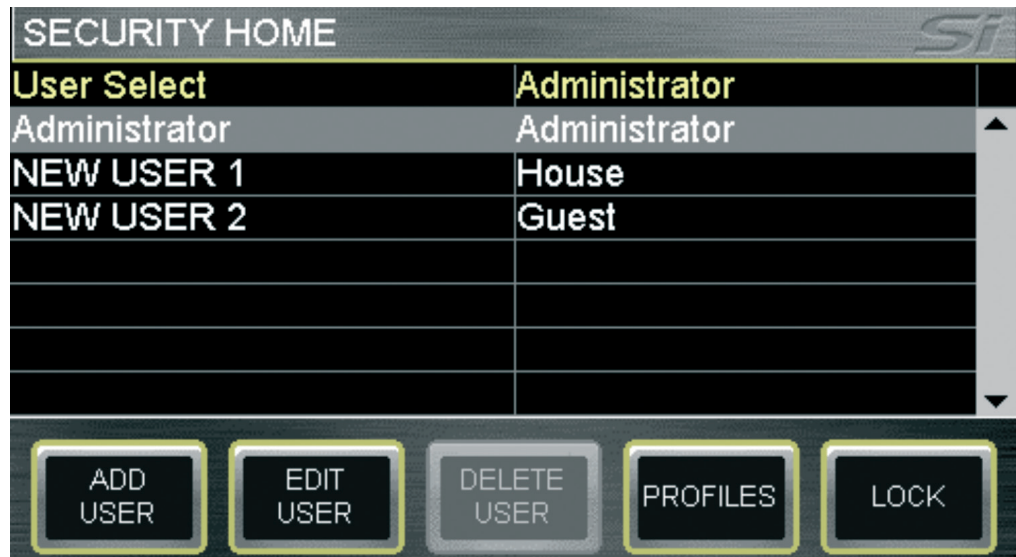 SECURITY HOME Si
User Select Administrator
Administrator Administrator
NEW USER 1 House
NEW USER 2 Guest
ADD USER EDIT USER DELETE USER PROFILES LOCK